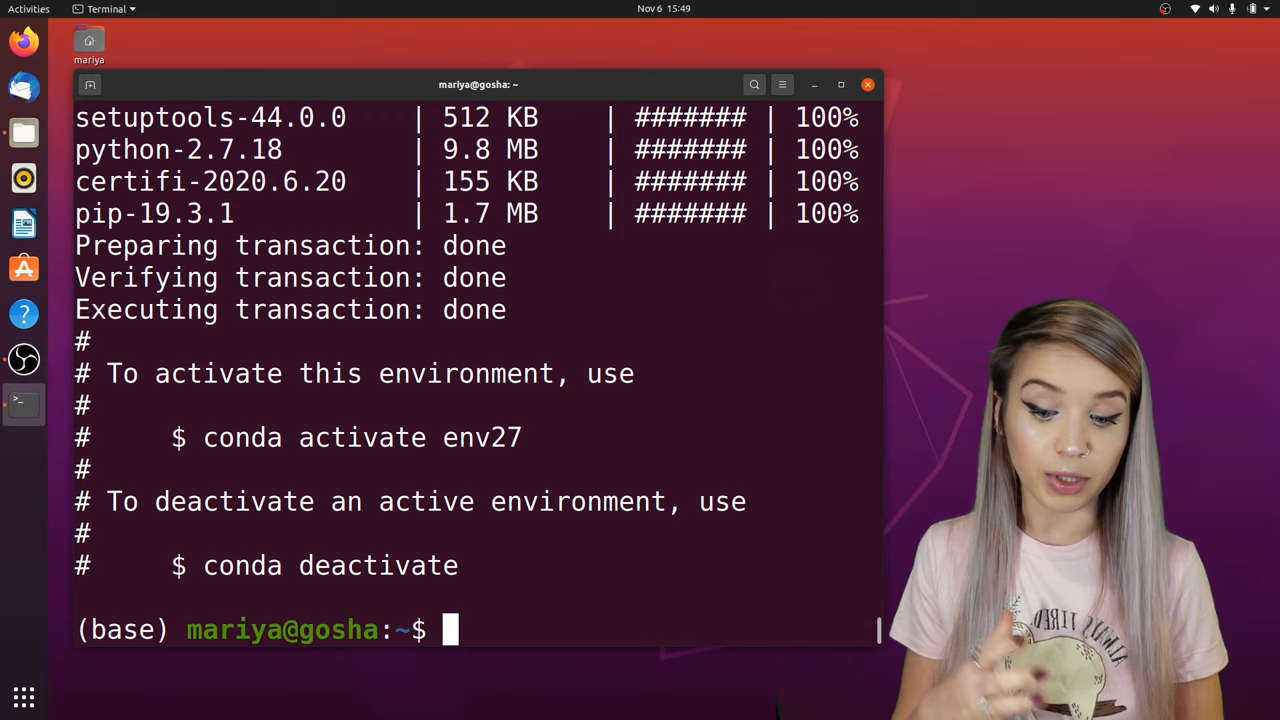 Activities
Terminal
Nov 6 15:49
mariya
mariya@gosha: ~
setuptools-44.0.0 | 512 KB | ####### | 100%
python-2.7.18 | 9.8 MB | ####### | 100%
certifi-2020.6.20 | 155 KB | ####### | 100%
pip-19.3.1 | 1.7 MB | ####### | 100%
Preparing transaction: done
Verifying transaction: done
Executing transaction: done
#
# To activate this environment, use
#
# $ conda activate env27
#
# To deactivate an active environment, use
#
# $ conda deactivate
(base) mariya@gosha:~$
ALWAYS TIRED.